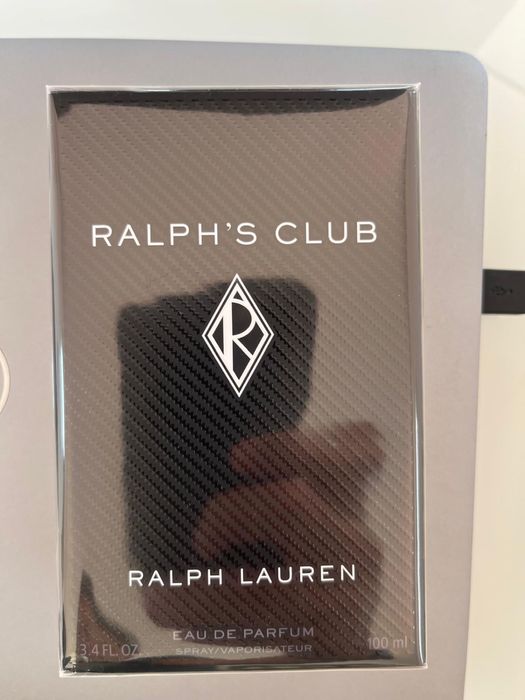 RALPH'S CLUB
R
RALPH LAUREN
EAU DE PARFUM
3.4 FL. OZ. SPRAY/VAPORISATEUR 100 ml